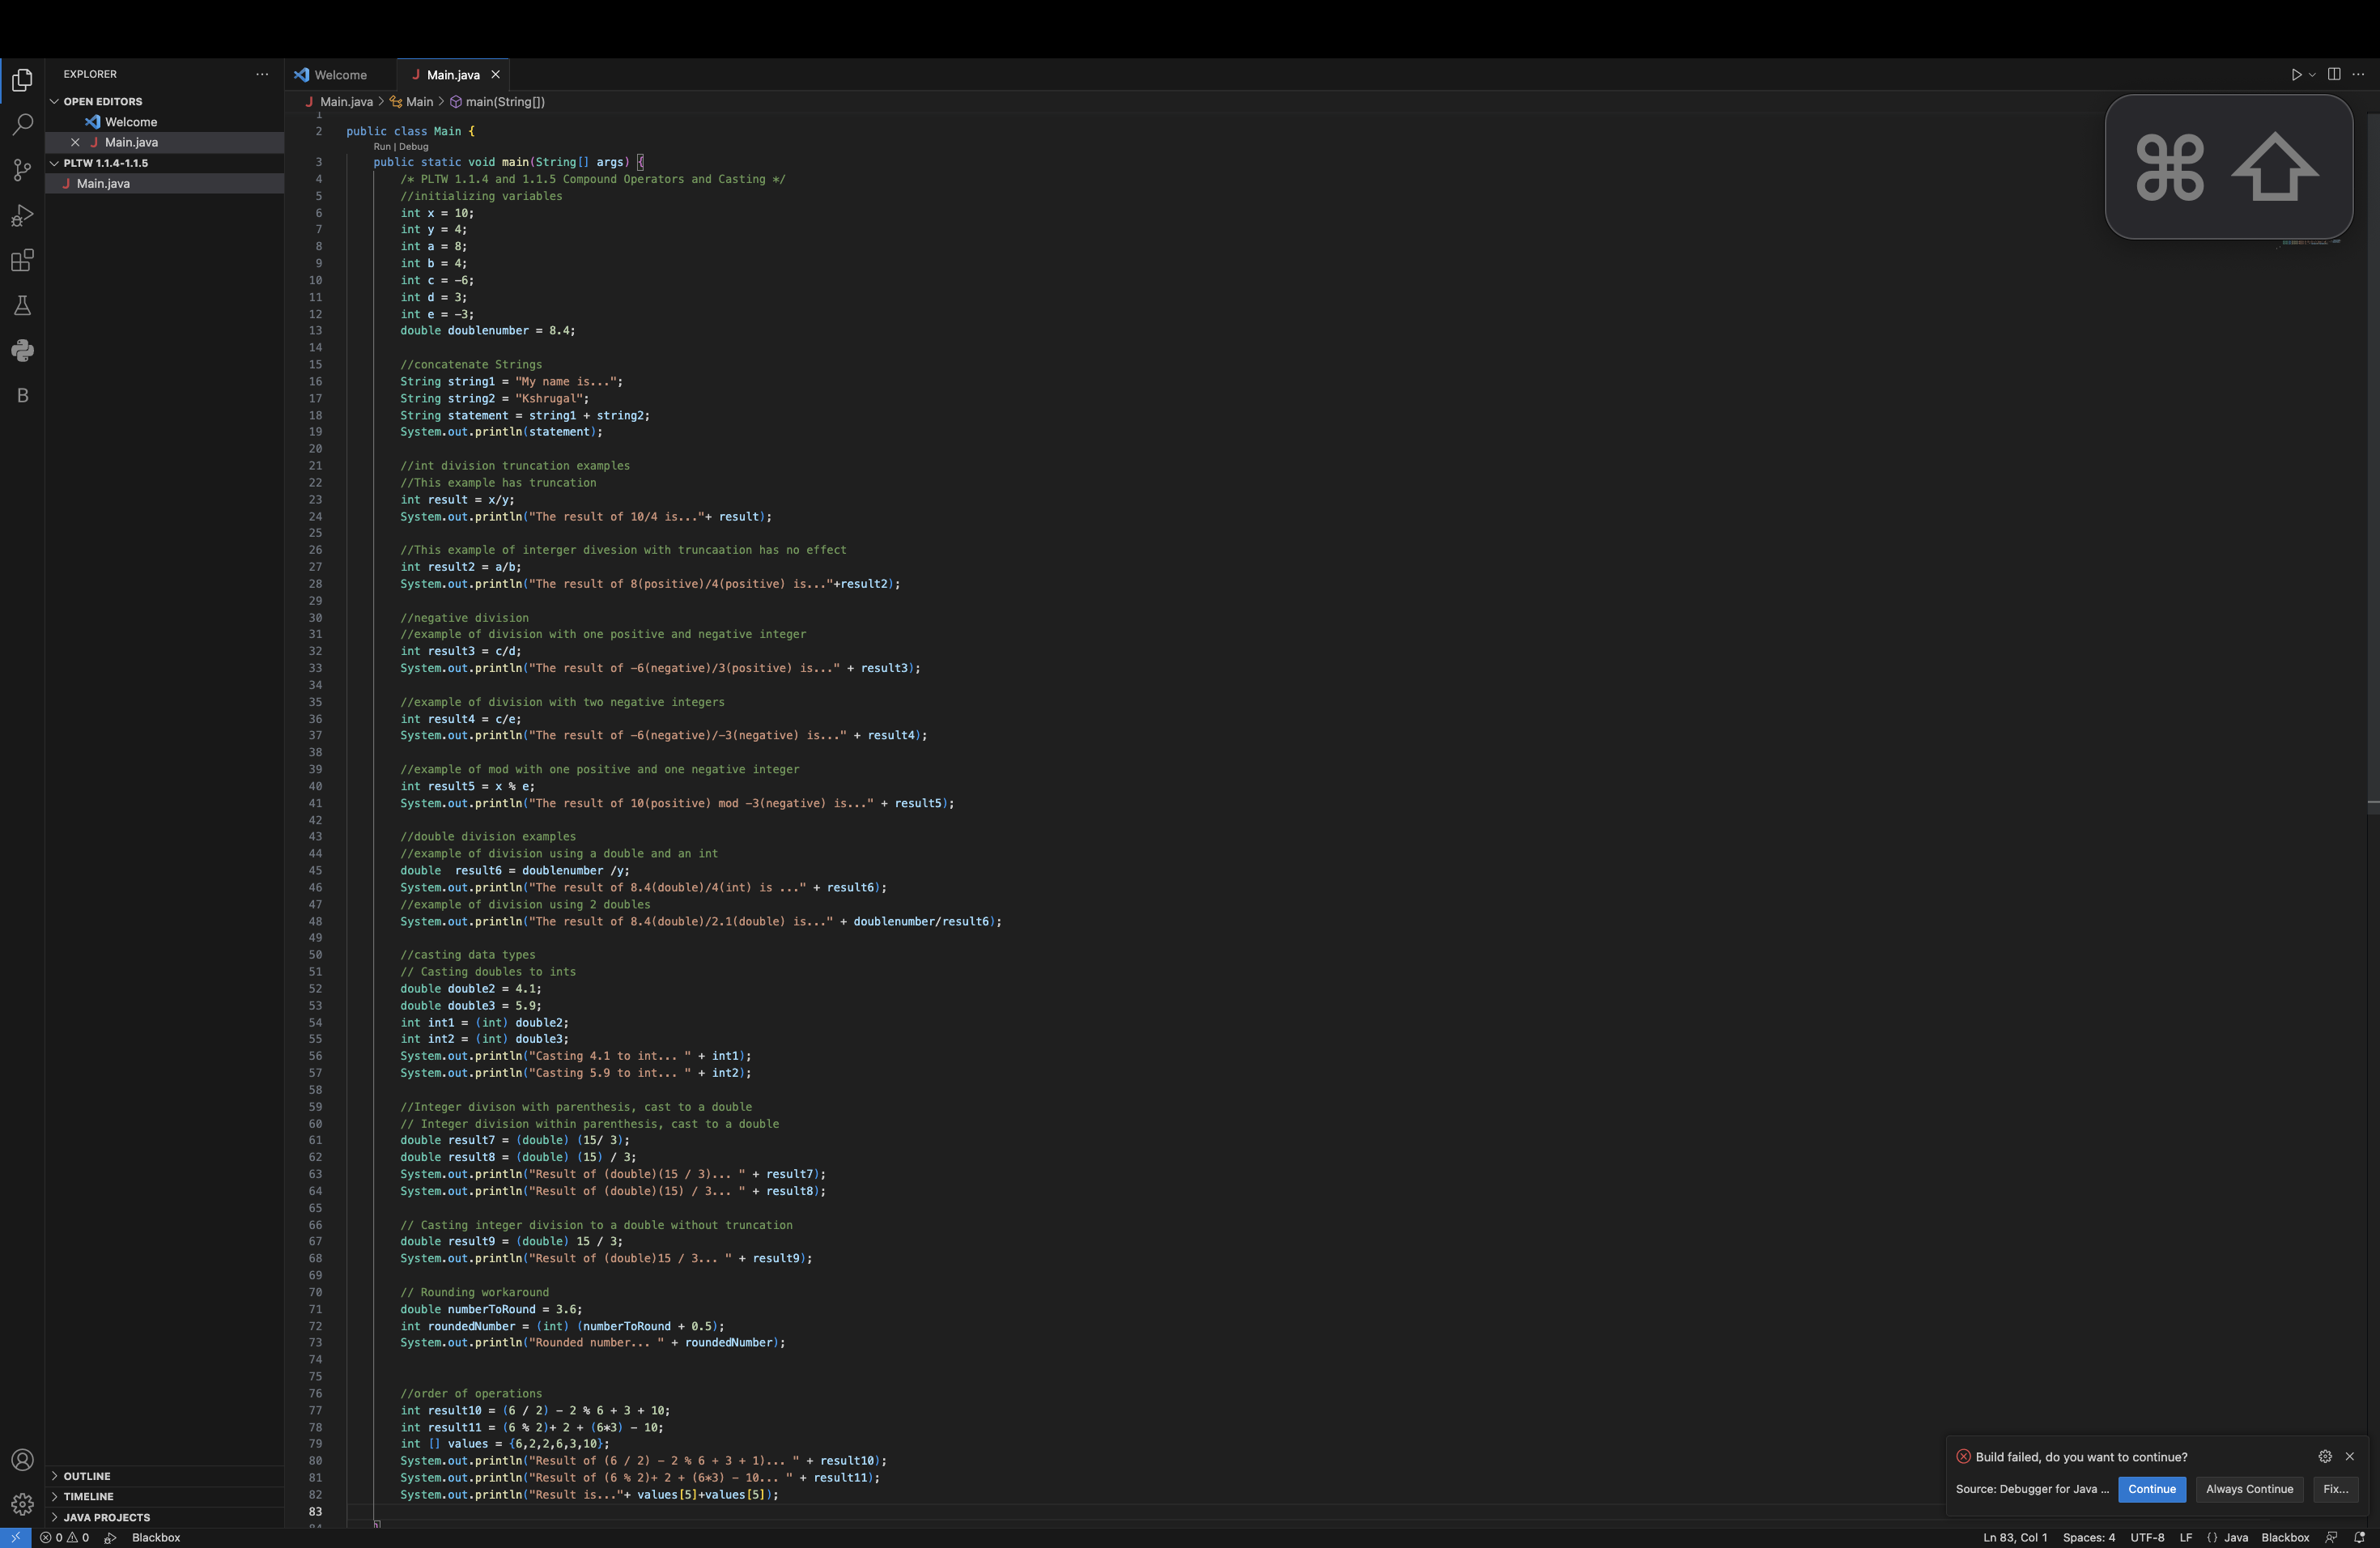 EXPLORER
OPEN EDITORS
Welcome
Main.java
PLTW 1.1.4-1.1.5
Main.java
Welcome
Main.java
Main.java > Main > main(String[])
1
2 public class Main {
Run | Debug
3 public static void main(String[] args) {
4 /* PLTW 1.1.4 and 1.1.5 Compound Operators and Casting */
5 //initializing variables
6 int x = 10;
7 int y = 4;
8 int a = 8;
9 int b = 4;
10 int c = -6;
11 int d = 3;
12 int e = -3;
13 double doublenumber = 8.4;
14
15 //concatenate Strings
16 String string1 = "My name is...";
17 String string2 = "Kshrugal";
18 String statement = string1 + string2;
19 System.out.println(statement);
20
21 //int division truncation examples
22 //This example has truncation
23 int result = x/y;
24 System.out.println("The result of 10/4 is..."+ result);
25
26 //This example of interger divesion with truncaation has no effect
27 int result2 = a/b;
28 System.out.println("The result of 8(positive)/4(positive) is..."+result2);
29
30 //negative division
31 //example of division with one positive and negative integer
32 int result3 = c/d;
33 System.out.println("The result of -6(negative)/3(positive) is..." + result3);
34
35 //example of division with two negative integers
36 int result4 = c/e;
37 System.out.println("The result of -6(negative)/-3(negative) is..." + result4);
38
39 //example of mod with one positive and one negative integer
40 int result5 = x % e;
41 System.out.println("The result of 10(positive) mod -3(negative) is..." + result5);
42
43 //double division examples
44 //example of division using a double and an int
45 double  result6 = doublenumber /y;
46 System.out.println("The result of 8.4(double)/4(int) is ..." + result6);
47 //example of division using 2 doubles
48 System.out.println("The result of 8.4(double)/2.1(double) is..." + doublenumber/result6);
49
50 //casting data types
51 // Casting doubles to ints
52 double double2 = 4.1;
53 double double3 = 5.9;
54 int int1 = (int) double2;
55 int int2 = (int) double3;
56 System.out.println("Casting 4.1 to int... " + int1);
57 System.out.println("Casting 5.9 to int... " + int2);
58
59 //Integer divison with parenthesis, cast to a double
60 // Integer division within parenthesis, cast to a double
61 double result7 = (double) (15/ 3);
62 double result8 = (double) (15) / 3;
63 System.out.println("Result of (double)(15 / 3)... " + result7);
64 System.out.println("Result of (double)(15) / 3... " + result8);
65
66 // Casting integer division to a double without truncation
67 double result9 = (double) 15 / 3;
68 System.out.println("Result of (double)15 / 3... " + result9);
69
70 // Rounding workaround
71 double numberToRound = 3.6;
72 int roundedNumber = (int) (numberToRound + 0.5);
73 System.out.println("Rounded number... " + roundedNumber);
74
75
76 //order of operations
77 int result10 = (6 / 2) - 2 % 6 + 3 + 10;
78 int result11 = (6 % 2)+ 2 + (6*3) - 10;
79 int [] values = {6,2,2,6,3,10};
80 System.out.println("Result of (6 / 2) - 2 % 6 + 3 + 1)... " + result10);
81 System.out.println("Result of (6 % 2)+ 2 + (6*3) - 10... " + result11);
82 System.out.println("Result is..."+ values[5]+values[5]);
83
84 }
B
OUTLINE
TIMELINE
JAVA PROJECTS
Build failed, do you want to continue?
Source: Debugger for Java ...
Continue
Always Continue
Fix...
0 0 Blackbox
Ln 83, Col 1 Spaces: 4 UTF-8 LF {} Java Blackbox